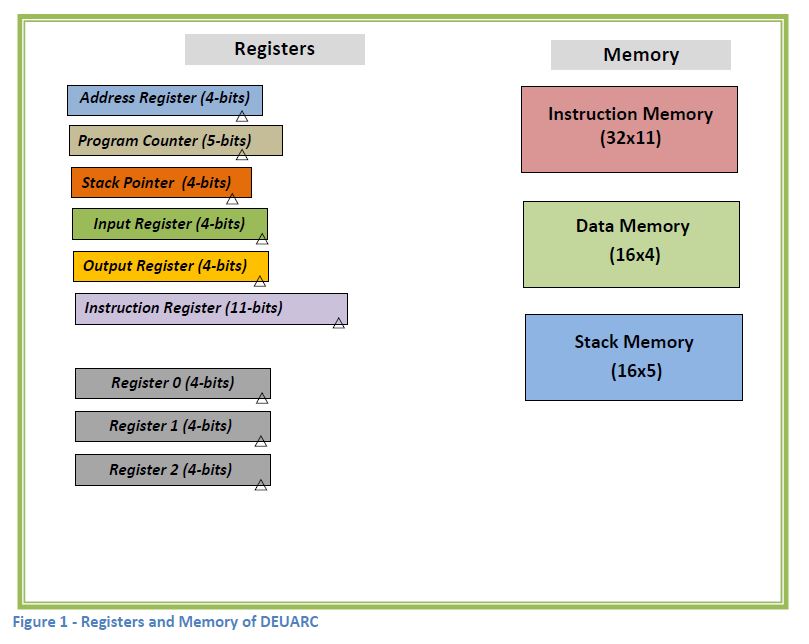 Registers
Address Register (4-bits)
Program Counter (5-bits)
Stack Pointer (4-bits)
Input Register (4-bits)
Output Register (4-bits)
Instruction Register (11-bits)
Register 0 (4-bits)
Register 1 (4-bits)
Register 2 (4-bits)
Memory
Instruction Memory
(32x11)
Data Memory
(16x4)
Stack Memory
(16x5)
Figure 1 - Registers and Memory of DEUARC